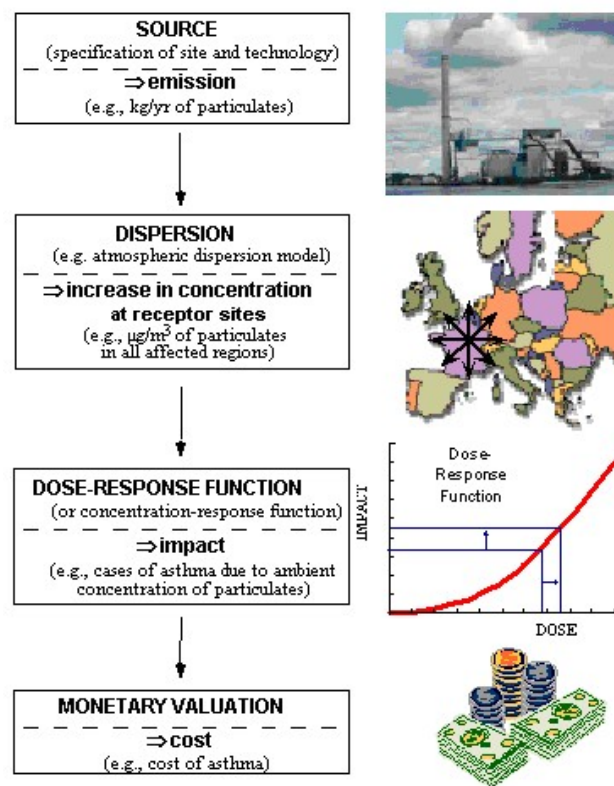 SOURCE
(specification of site and technology)
⇒emission
(e.g., kg/yr of particulates)
DISPERSION
(e.g. atmospheric dispersion model)
⇒increase in concentration
at receptor sites
(e.g., µg/m³ of particulates
in all affected regions)
DOSE-RESPONSE FUNCTION
(or concentration-response function)
⇒impact
(e.g., cases of asthma due to ambient
concentration of particulates)
Dose-
Response
Function
IMPACT
DOSE
MONETARY VALUATION
⇒cost
(e.g., cost of asthma)